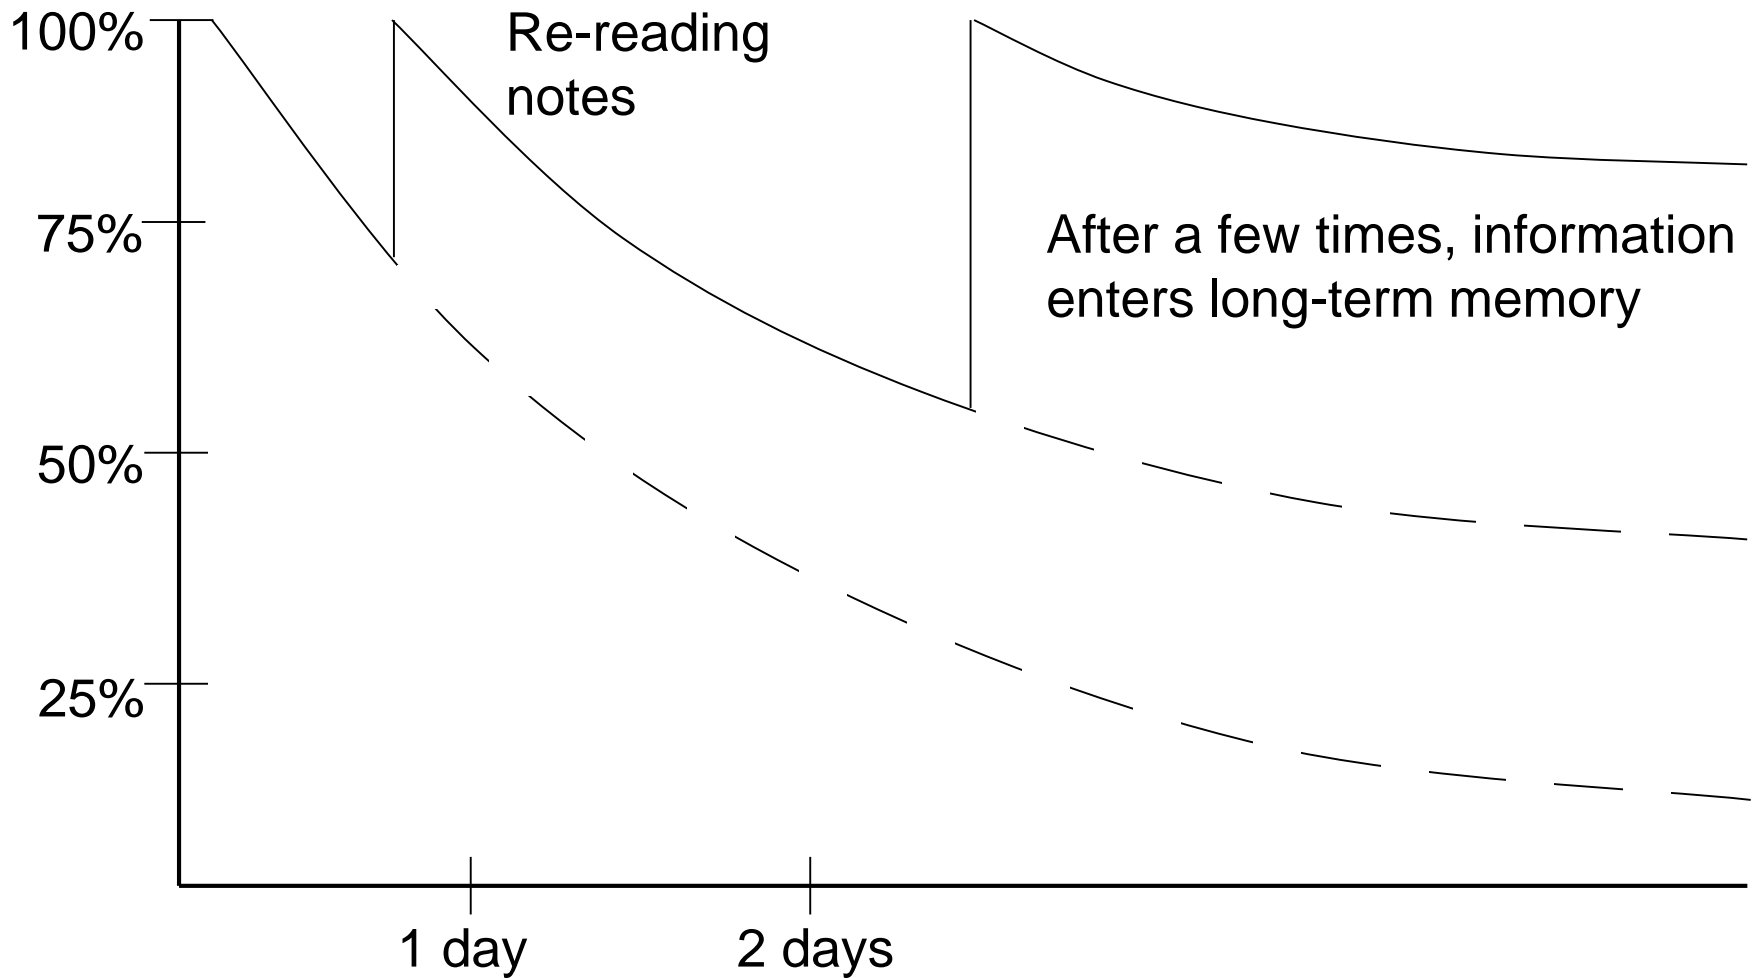 100%
Re-reading
notes
75%
After a few times, information
enters long-term memory
50%
25%
1 day
2 days